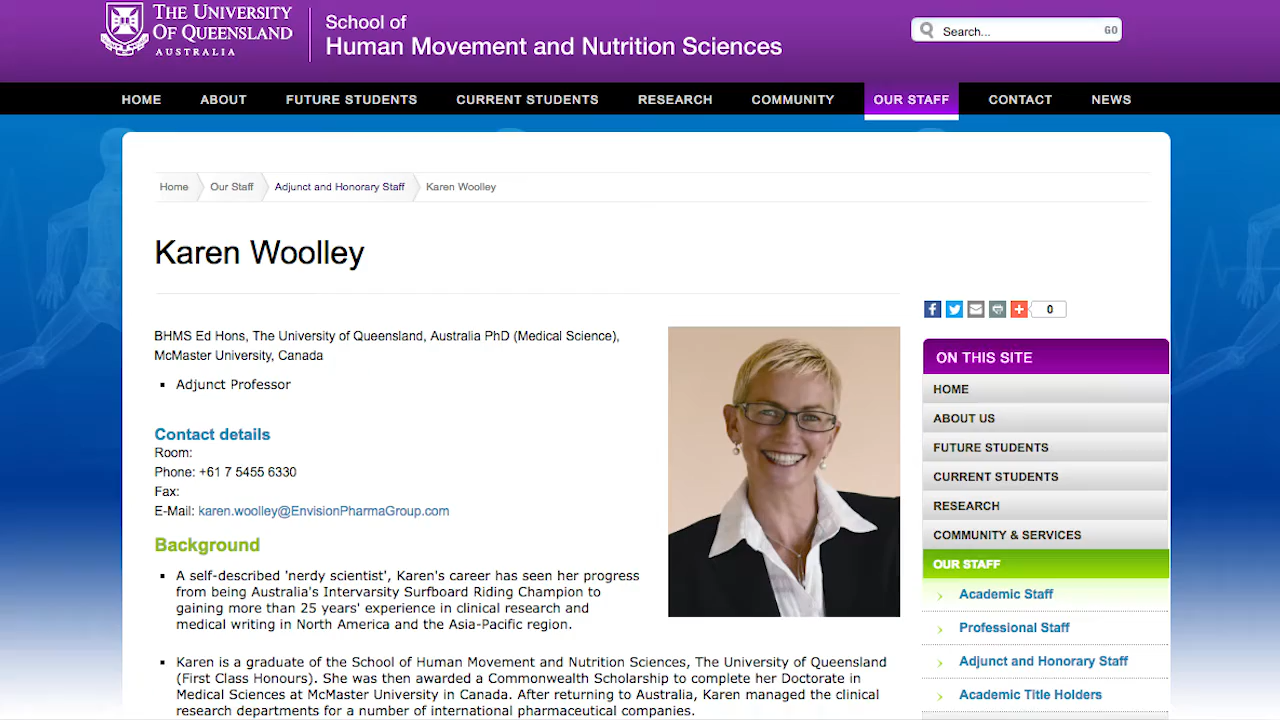 THE UNIVERSITY
OF QUEENSLAND
AUSTRALIA
School of
Human Movement and Nutrition Sciences
Search...
GO
HOME ABOUT FUTURE STUDENTS CURRENT STUDENTS RESEARCH COMMUNITY OUR STAFF CONTACT NEWS
Home Our Staff Adjunct and Honorary Staff Karen Woolley
Karen Woolley
0
BHMS Ed Hons, The University of Queensland, Australia PhD (Medical Science),
McMaster University, Canada
▪ Adjunct Professor
Contact details
Room:
Phone: +61 7 5455 6330
Fax:
E-Mail: karen.woolley@EnvisionPharmaGroup.com
Background
▪ A self-described 'nerdy scientist', Karen's career has seen her progress
from being Australia's Intervarsity Surfboard Riding Champion to
gaining more than 25 years' experience in clinical research and
medical writing in North America and the Asia-Pacific region.
▪ Karen is a graduate of the School of Human Movement and Nutrition Sciences, The University of Queensland
(First Class Honours). She was then awarded a Commonwealth Scholarship to complete her Doctorate in
Medical Sciences at McMaster University in Canada. After returning to Australia, Karen managed the clinical
research departments for a number of international pharmaceutical companies.
ON THIS SITE
HOME
ABOUT US
FUTURE STUDENTS
CURRENT STUDENTS
RESEARCH
COMMUNITY & SERVICES
OUR STAFF
Academic Staff
Professional Staff
Adjunct and Honorary Staff
Academic Title Holders